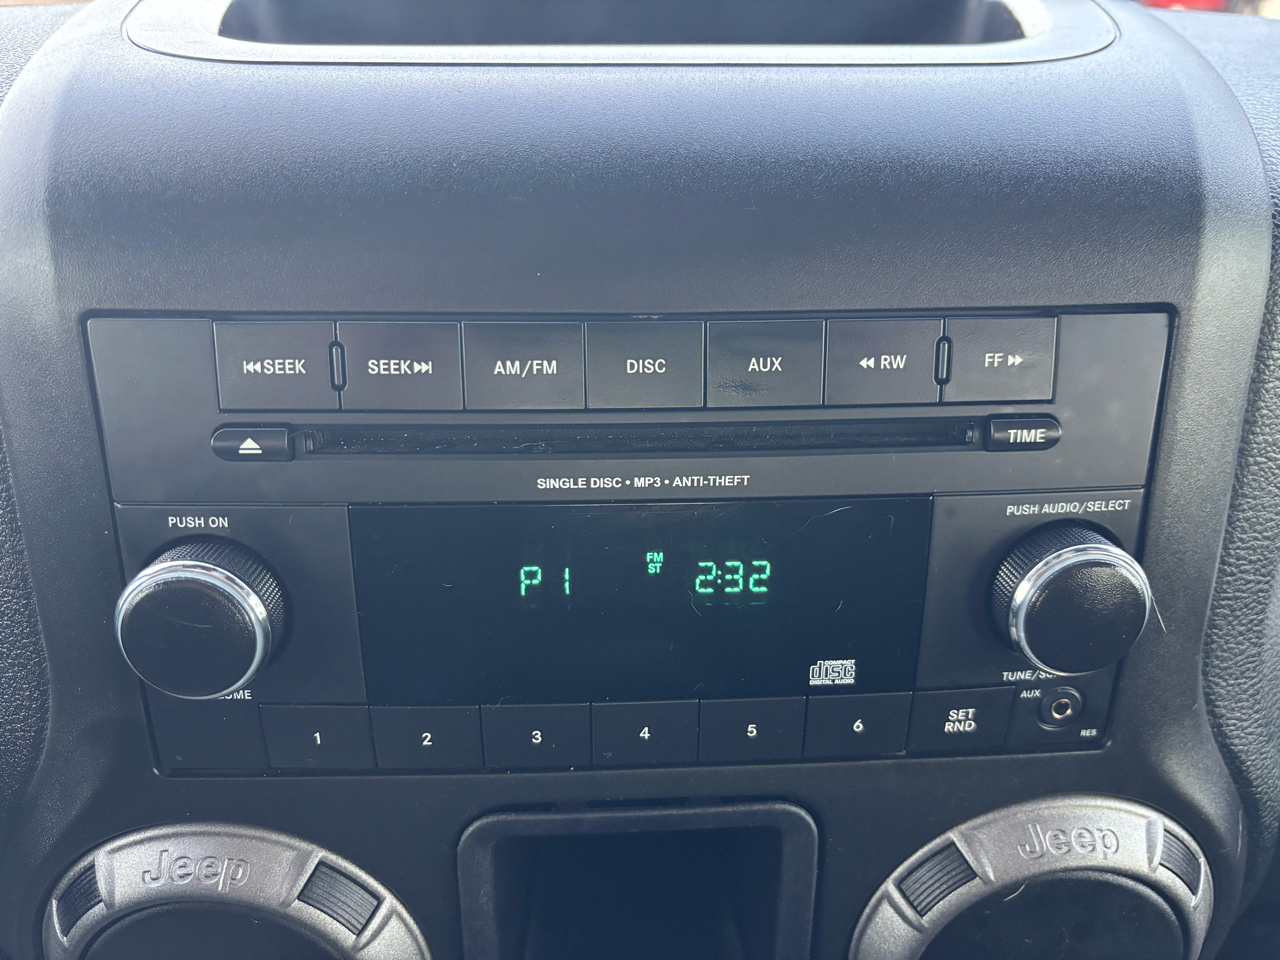 SEEK
SEEK
AM/FM
DISC
AUX
RW
FF
TIME
SINGLE DISC • MP3 • ANTI-THEFT
PUSH ON
PUSH AUDIO/SELECT
P1
FM
ST
2:32
COMPACT
disc
DIGITAL AUDIO
TUNE/
AUX
RES
1
2
3
4
5
6
SET
RND
Jeep
Jeep